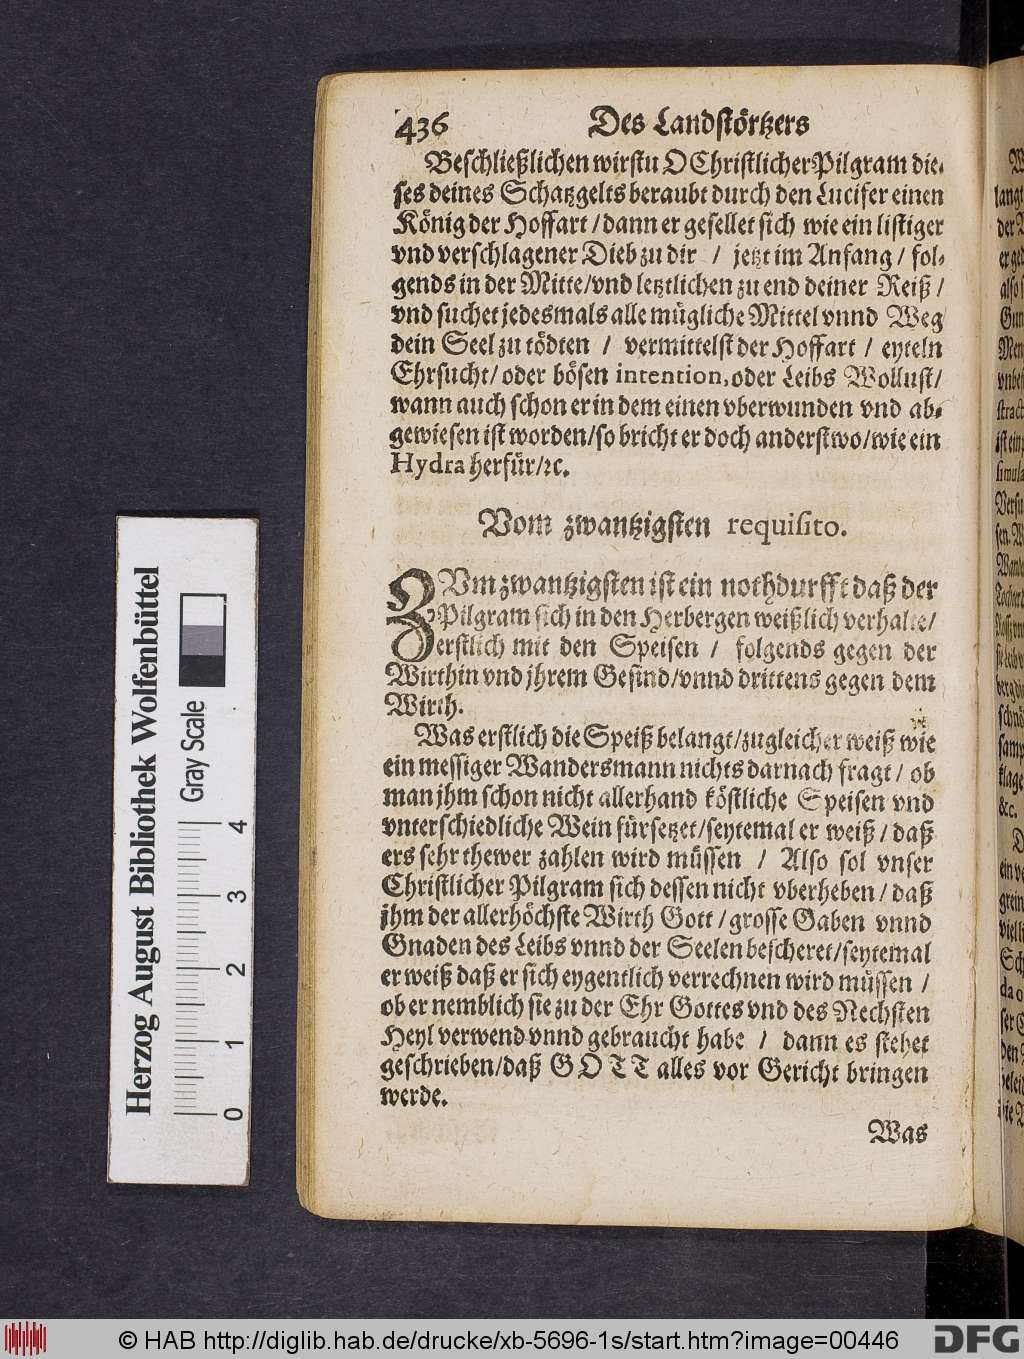 436 Des Landstörtzers
Beschließlichen wirstu O Christlicher Pilgram die-
ses deines Schatzgelts beraubt durch den Lucifer einen
König der Hoffart / dann er gesellet sich wie ein listiger
vnd verschlagener Dieb zu dir / jetzt im Anfang / fol-
gends in der Mitte/vnd letztlichen zu end deiner Reiß /
vnd suchet jedesmals alle mügliche Mittel vnnd Weg
dein Seel zu tödten / vermittelst der Hoffart / eyteln
Ehrsucht/ oder bösen intention, oder Leibs Wollust/
wann auch schon er in dem einen vberwunden vnd ab-
gewiesen ist worden/so bricht er doch anderstwo/wie ein
Hydra herfür/ꝛc.
Vom zwantzigsten requisito.
ZVm zwantzigsten ist ein nothdurfft daß der
Pilgram sich in den Herbergen weißlich verhalte/
erstlich mit den Speisen / folgends gegen der
Wirthin vnd jhrem Gesind/vnnd drittens gegen dem
Wirth.
Was erstlich die Speiß belangt/zugleicher weiß wie
ein messiger Wandersmann nichts darnach fragt / ob
man jhm schon nicht allerhand köstliche Speisen vnd
vnterschiedliche Wein fürsetzet/seytemal er weiß / daß
ers sehr thewer zahlen wird müssen / Also sol vnser
Christlicher Pilgram sich dessen nicht vberheben / daß
jhm der allerhöchste Wirth Gott / grosse Gaben vnnd
Gnaden des Leibs vnnd der Seelen bescheret/seytemal
er weiß daß er sich eygentlich verrechnen wird müssen /
ob er nemblich sie zu der Ehr Gottes vnd des Nechsten
Heyl verwend vnnd gebraucht habe / dann es stehet
geschrieben/daß GOTT alles vor Gericht bringen
werde.
Was
Herzog August Bibliothek Wolfenbüttel
Gray Scale
0 1 2 3 4
© HAB http://diglib.hab.de/drucke/xb-5696-1s/start.htm?image=00446
DFG